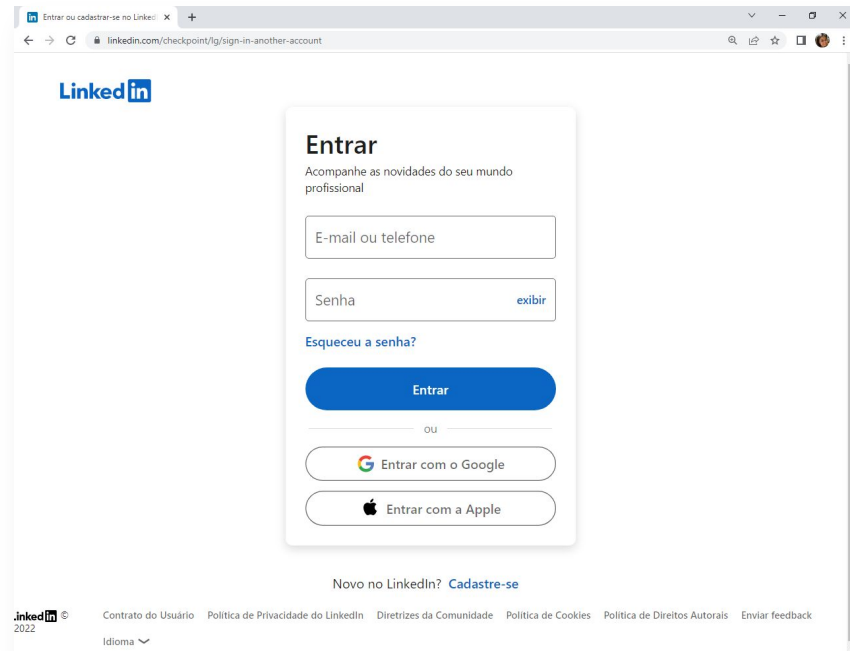 Entrar ou cadastrar-se no Linked
linkedin.com/checkpoint/lg/sign-in-another-account
Linked in
Entrar
Acompanhe as novidades do seu mundo
profissional
E-mail ou telefone
Senha exibir
Esqueceu a senha?
Entrar
ou
Entrar com o Google
Entrar com a Apple
Novo no LinkedIn? Cadastre-se
inked in © Contrato do Usuário Política de Privacidade do LinkedIn Diretrizes da Comunidade Política de Cookies Política de Direitos Autorais Enviar feedback
2022
Idioma